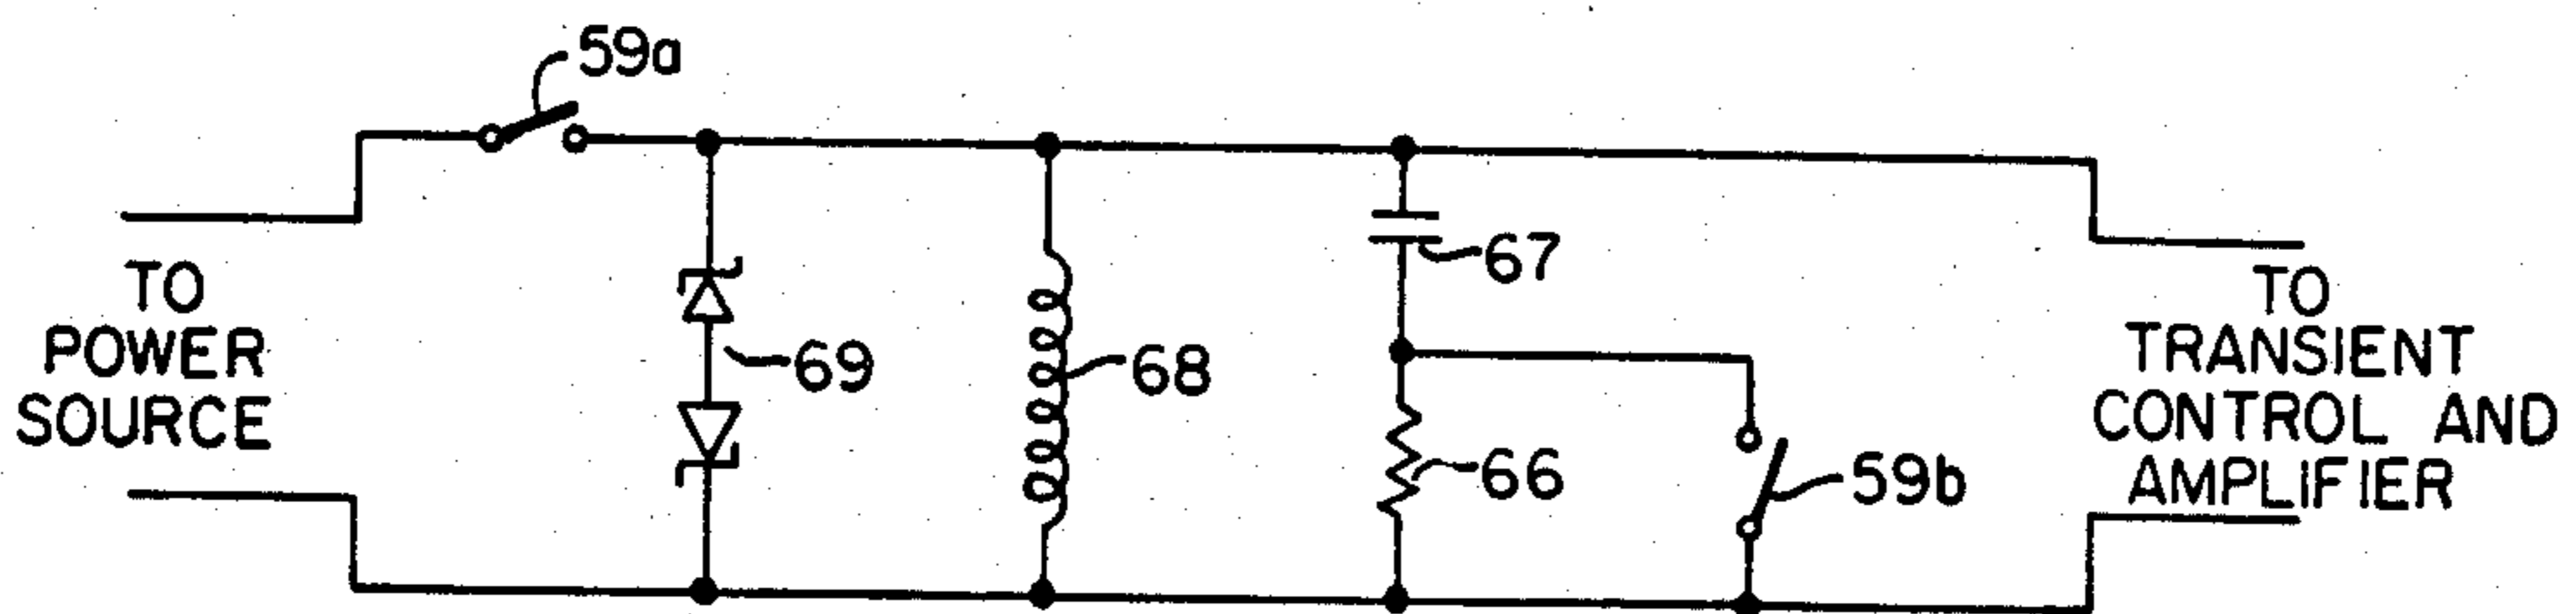 59a
TO
POWER
SOURCE
69
68
67
66
59b
TO
TRANSIENT
CONTROL AND
AMPLIFIER